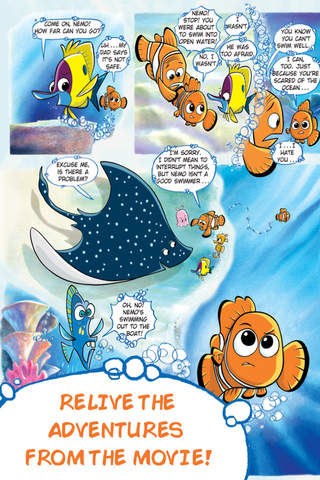 COME ON, NEMO!
HOW FAR CAN YOU GO?
UH... MY
DAD SAYS
IT'S NOT
SAFE.
NEMO!
STOP! YOU
WERE ABOUT
TO SWIM INTO
OPEN WATER!
NO, I
WASN'T
WASN'T
HE WAS
TOO AFRAID.
YOU KNOW
YOU CAN'T
SWIM WELL.
I CAN,
TOO. JUST
BECAUSE YOU'RE
SCARED OF THE
OCEAN...
I...I
HATE
YOU...
EXCUSE ME,
IS THERE A
PROBLEM?
I'M SORRY.
I DIDN'T MEAN TO
INTERRUPT THINGS,
BUT NEMO ISN'T A
GOOD SWIMMER...
OH, NO!
NEMO'S
SWIMMING
OUT TO THE
BOAT!
RELIVE THE
ADVENTURES
FROM THE MOVIE!